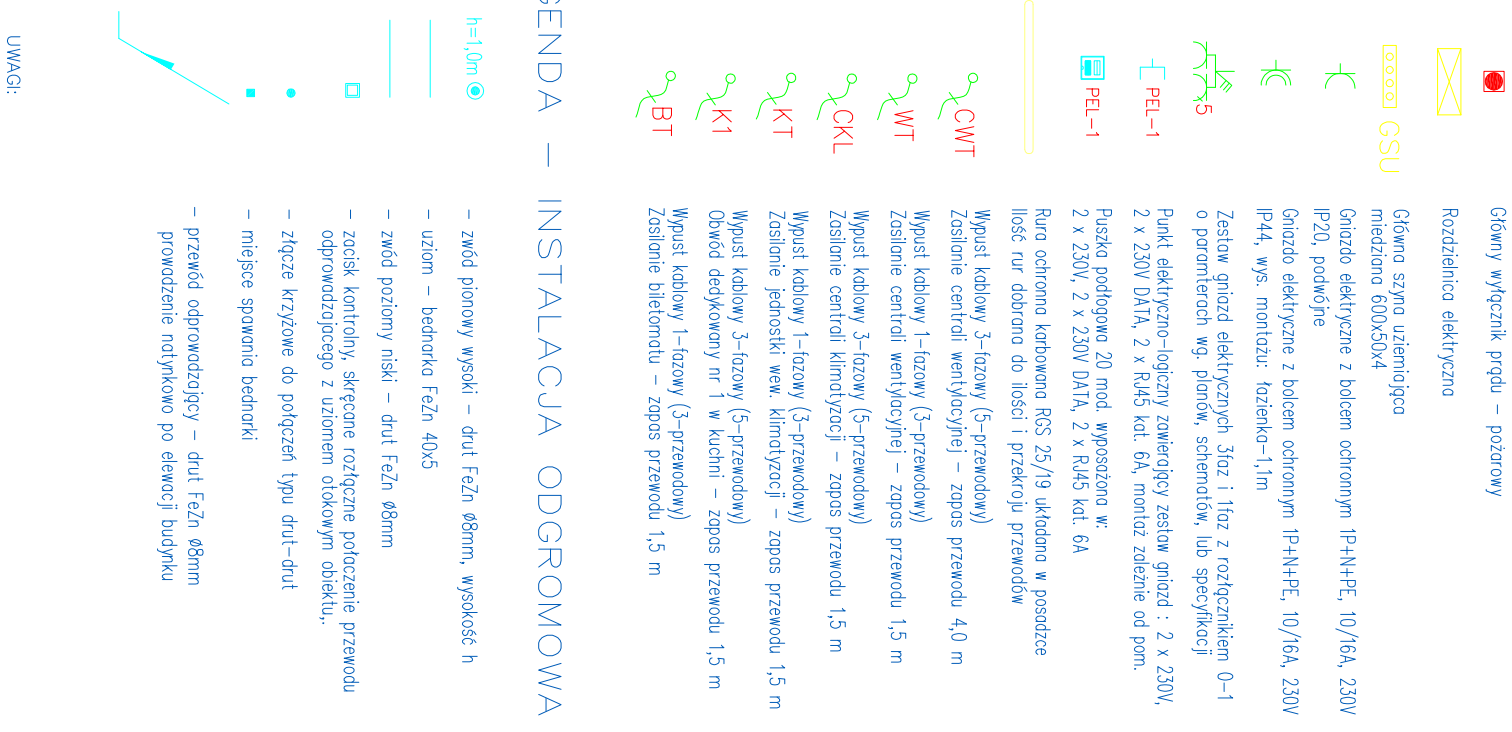 Główny wyłącznik prądu – pożarowy
Rozdzielnica elektryczna
GSU
Główna szyna uziemiająca
miedziana 600x50x4
Gniazdo elektryczne z bolcem ochronnym 1P+N+PE, 10/16A, 230V
IP20, podwójne
Gniazdo elektryczne z bolcem ochronnym 1P+N+PE, 10/16A, 230V
IP44, wys. montażu: łazienka–1,1m
5
Zestaw gniazd elektrycznych 3faz i 1faz z rozłącznikiem 0–1
o paramterach wg. planów, schematów, lub specyfikacji
PEL–1
Punkt elektryczno–logiczny zawierający zestaw gniazd : 2 x 230V,
2 x 230V DATA, 2 x RJ45 kat. 6A, montaż zależnie od pom.
PEL–1
Puszka podłogowa 20 mod. wyposażona w:
2 x 230V, 2 x 230V DATA, 2 x RJ45 kat. 6A
Rura ochronna karbowana RGS 25/19 układana w posadzce
Ilość rur dobrana do ilości i przekroju przewodów
CWT
Wypust kablowy 3–fazowy (5–przewodowy)
Zasilanie centrali wentylacyjnej – zapas przewodu 4,0 m
WT
Wypust kablowy 1–fazowy (3–przewodowy)
Zasilanie centrali wentylacyjnej – zapas przewodu 1,5 m
CKL
Wypust kablowy 3–fazowy (5–przewodowy)
Zasilanie centrali klimatyzacji – zapas przewodu 1,5 m
KT
Wypust kablowy 1–fazowy (3–przewodowy)
Zasilanie jednostki wew. klimatyzacji – zapas przewodu 1,5 m
K1
Wypust kablowy 3–fazowy (5–przewodowy)
Obwód dedykowany nr 1 w kuchni – zapas przewodu 1,5 m
BT
Wypust kablowy 1–fazowy (3–przewodowy)
Zasilanie biletomatu – zapas przewodu 1,5 m
GENDA – INSTALACJA ODGROMOWA
h=1,0m
– zwód pionowy wysoki – drut FeZn ø8mm, wysokość h
– uziom – bednarka FeZn 40x5
– zwód poziomy niski – drut FeZn ø8mm
– zacisk kontrolny, skręcane rozłączne połaczenie przewodu
odprowadzajacego z uziomem otokowym obiektu,.
– złącze krzyżowe do połączeń typu drut–drut
– miejsce spawania bednarki
– przewód odprowadzający – drut FeZn ø8mm
prowadzenie natynkowo po elewacji budynku
UWAGI: